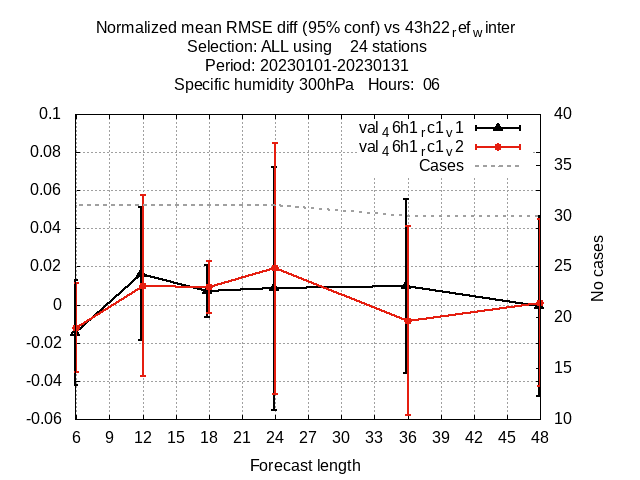 Normalized mean RMSE diff (95% conf) vs 43h22refwinter
Selection: ALL using 24 stations
Period: 20230101-20230131
Specific humidity 300hPa Hours: 06
0.1
0.08
0.06
0.04
0.02
0
-0.02
-0.04
-0.06
40
35
30
25
20
15
10
val46h1rc1v1
val46h1rc1v2
Cases
No cases
6 9 12 15 18 21 24 27 30 33 36 39 42 45 48
Forecast length